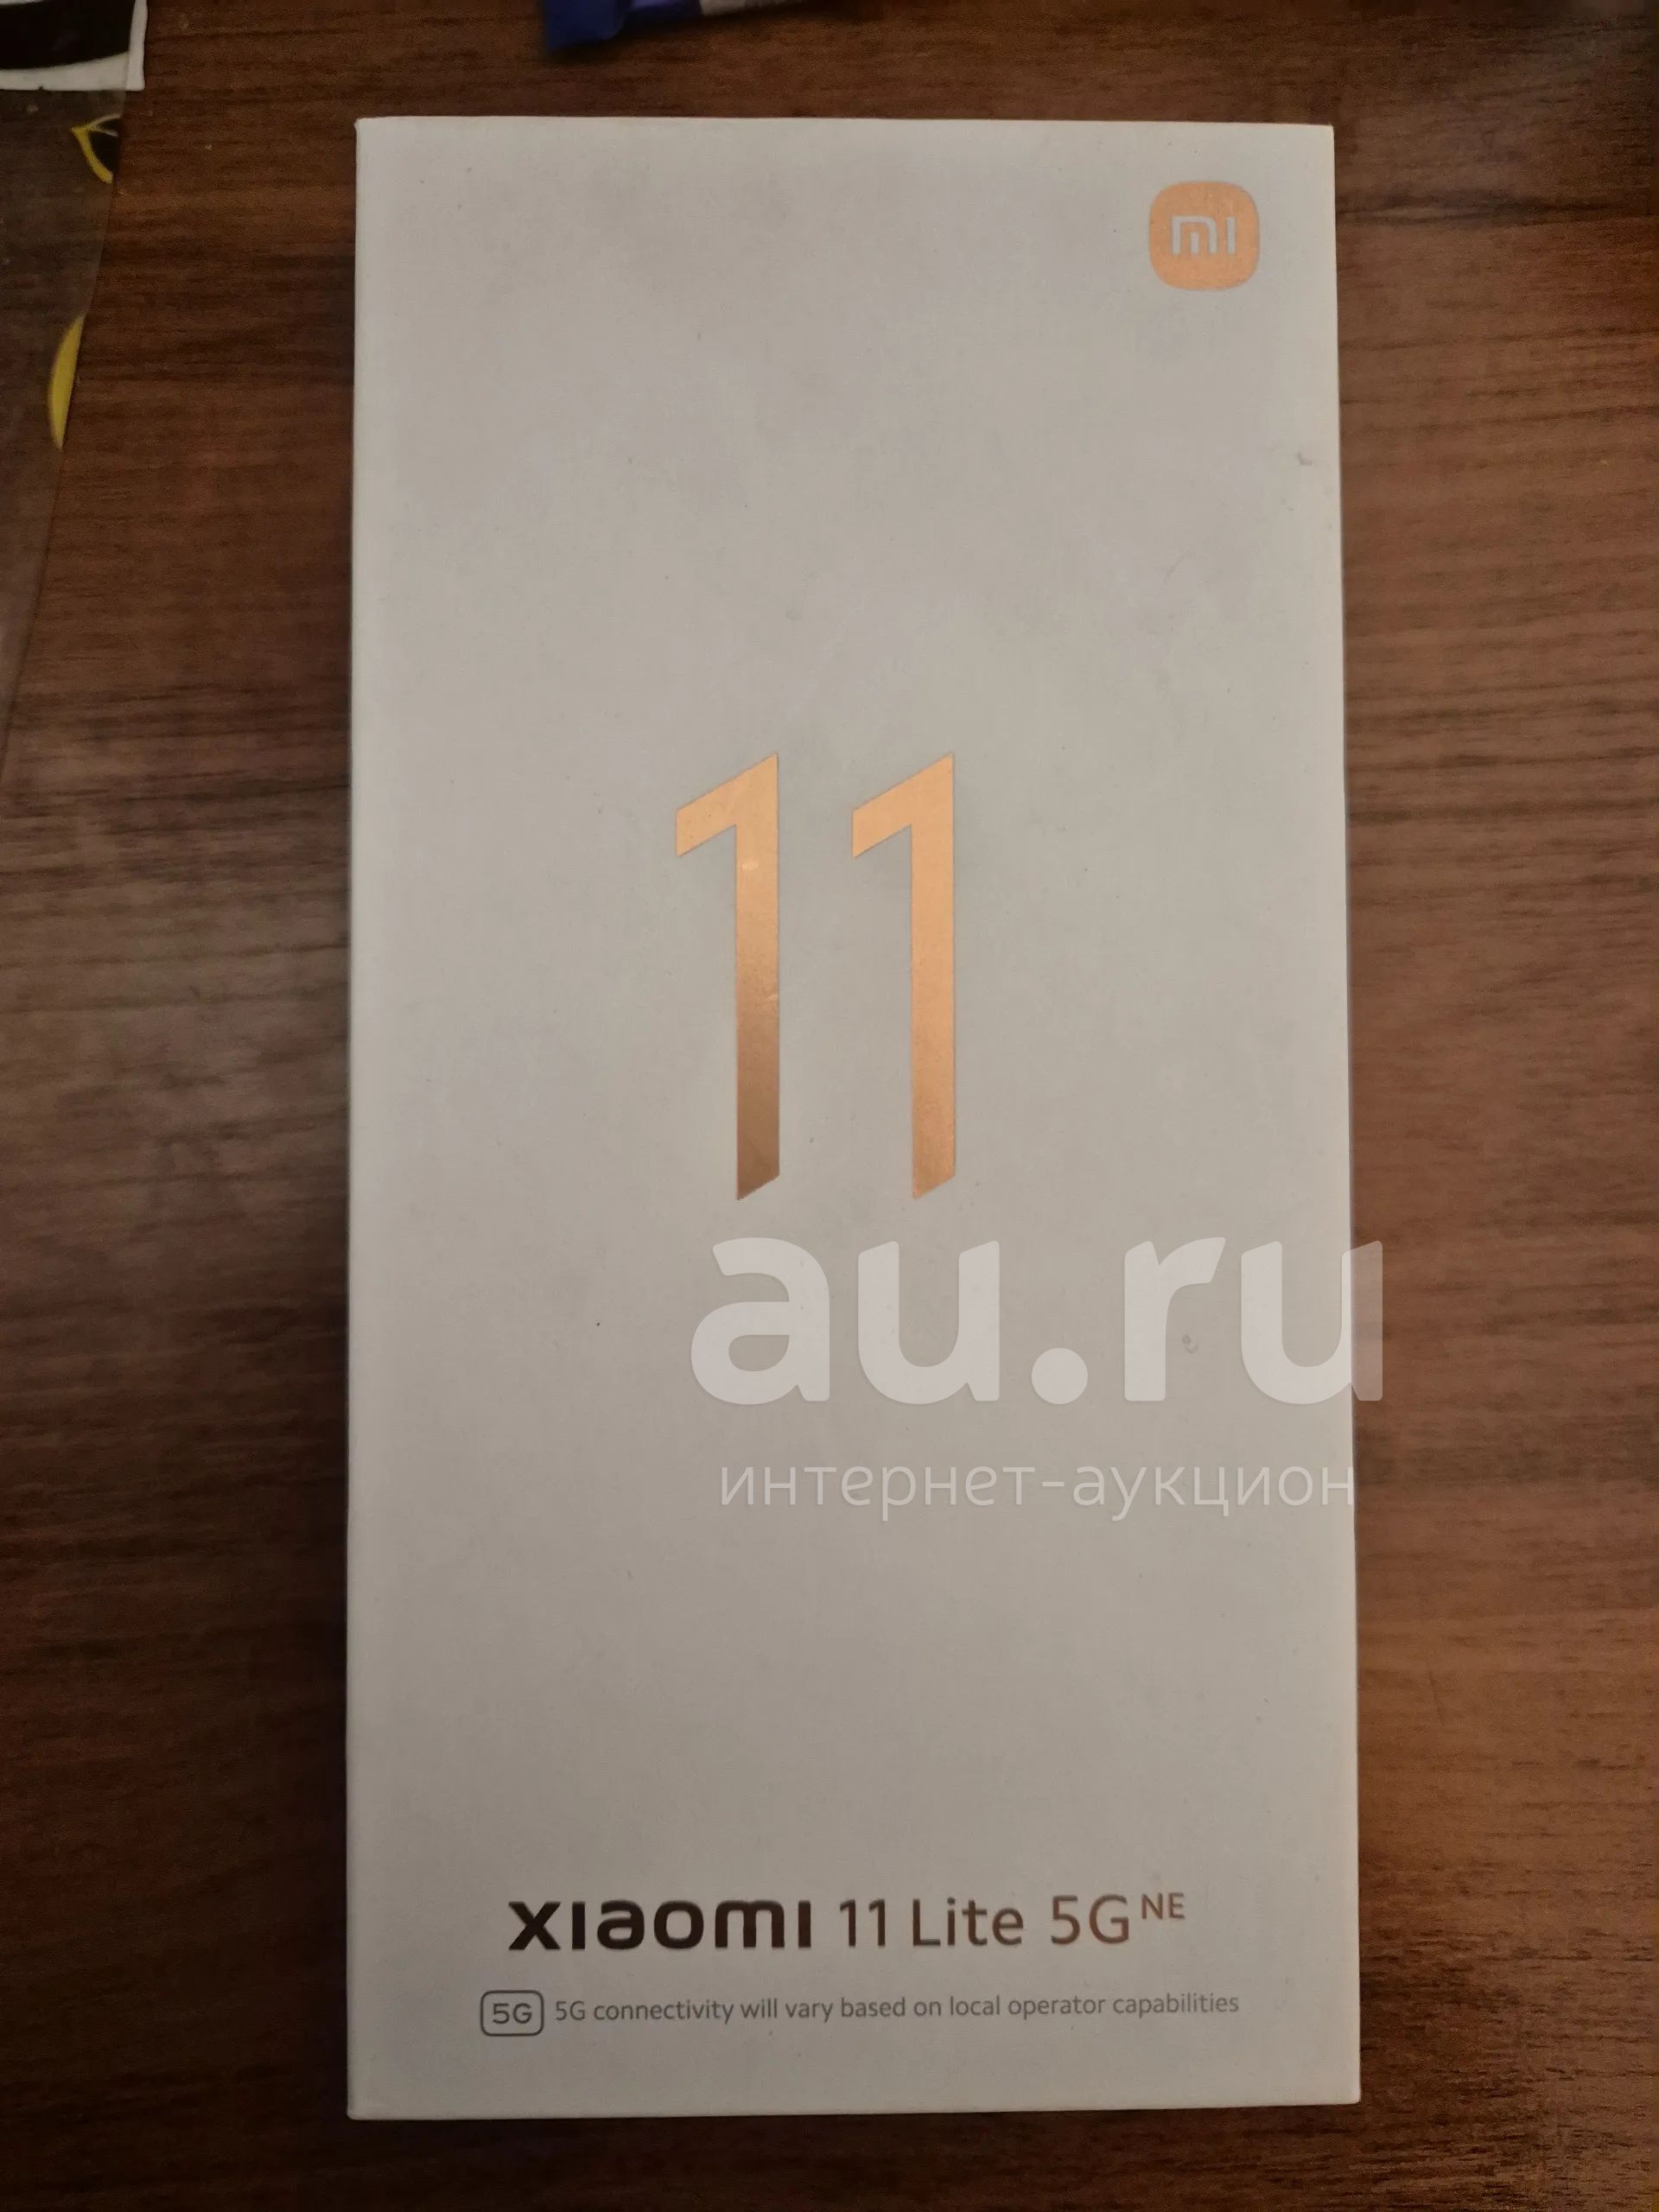 mi
11
au.ru
интернет-аукцион
xiaomi 11 Lite 5G NE
5G 5G connectivity will vary based on local operator capabilities